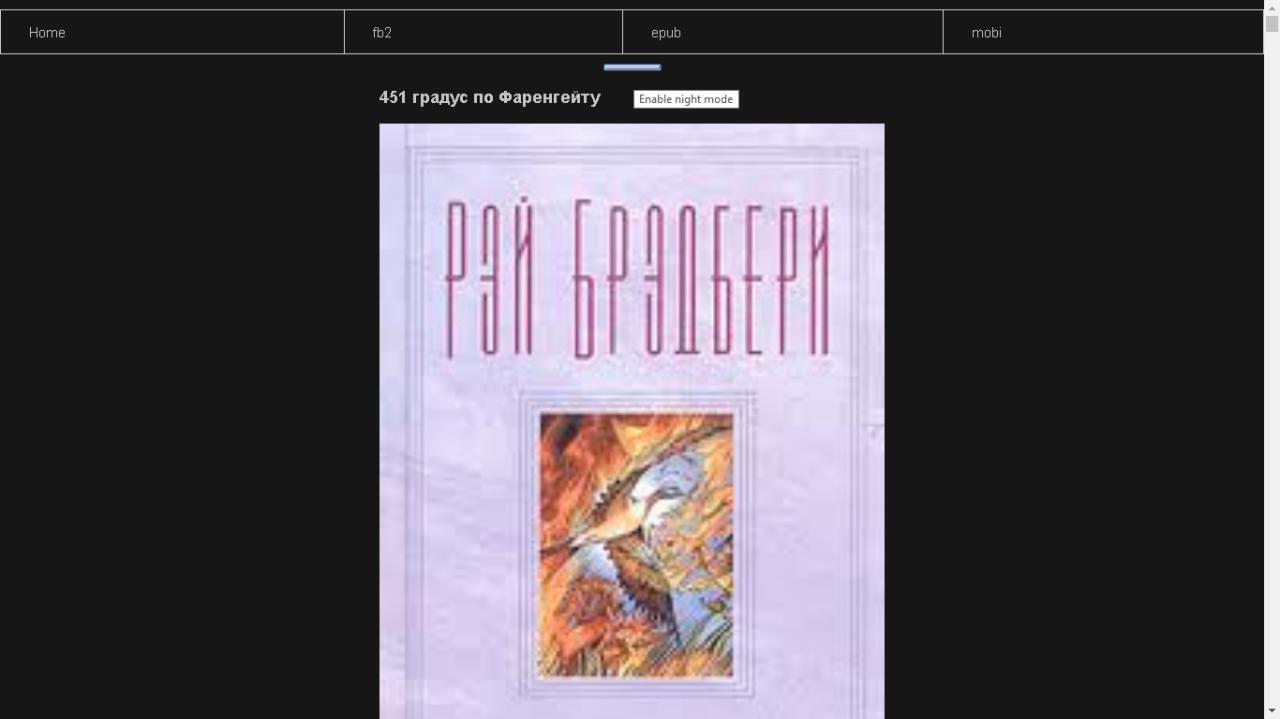 Home
fb2
epub
mobi
451 градус по Фаренгейту
Enable night mode
РЭЙ БРЭДБЕРИ